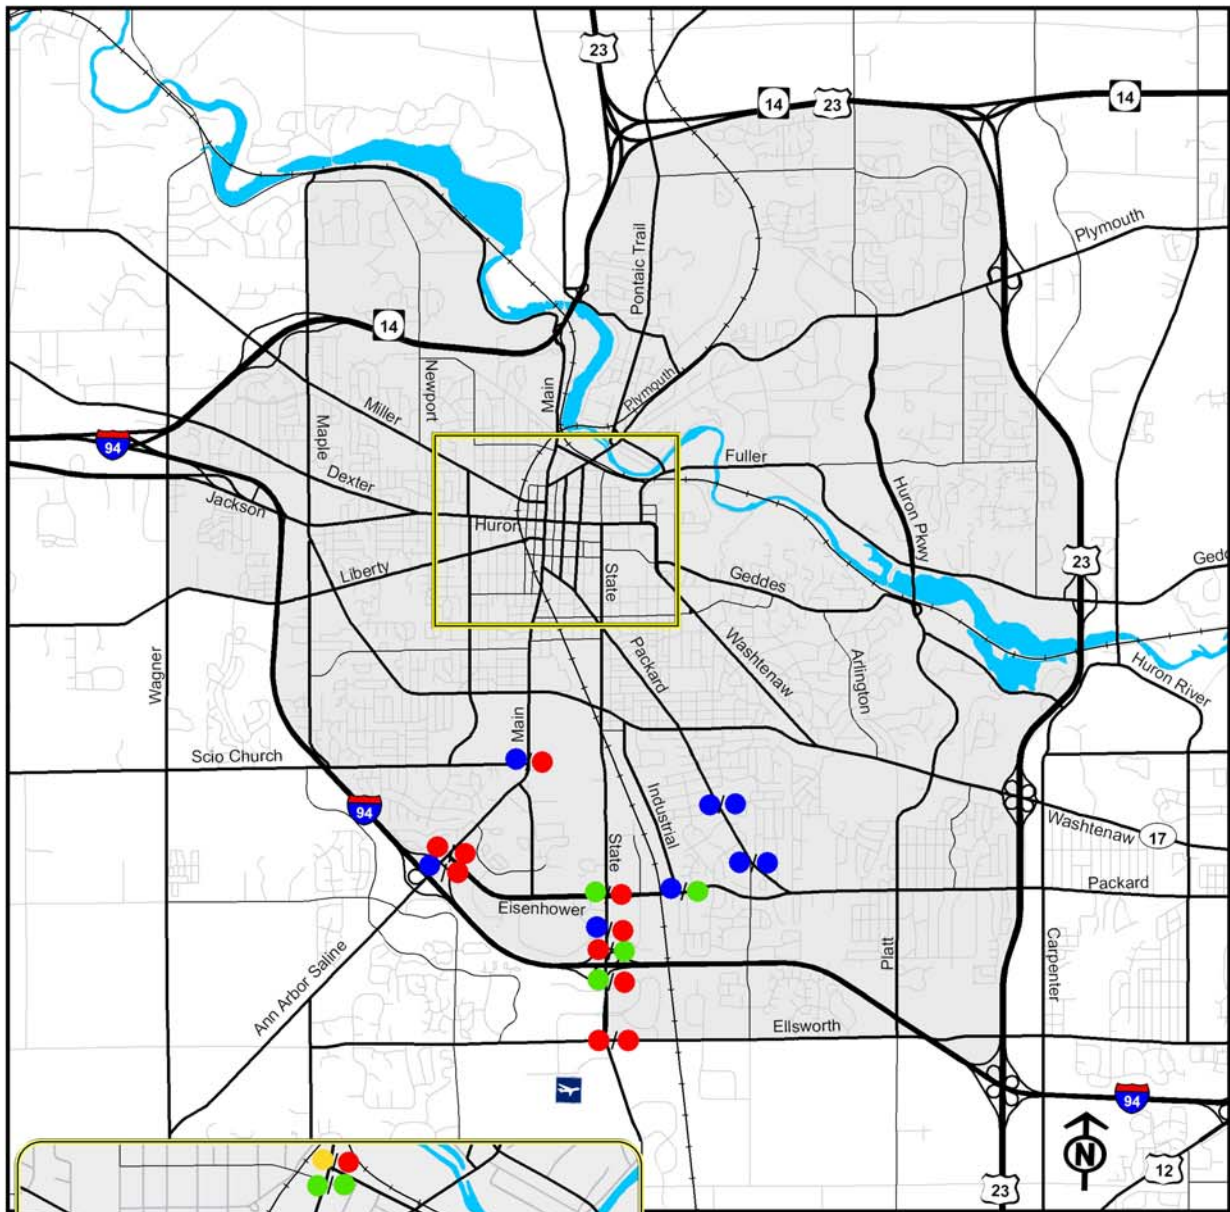 23
14
23
14
Plymouth
Pontaic Trail
14
Newport
Main
Plymouth
Miller
Maple
94
Fuller
Dexter
Huron Pkwy
Jackson
Huron
23
Liberty
State
Geddes
Packard
Washtenaw
Arlington
Huron River
Wagner
Main
Scio Church
Industrial
94
State
Washtenaw
17
Packard
Eisenhower
Platt
Carpenter
Ann Arbor Saline
Ellsworth
94
N
12
23